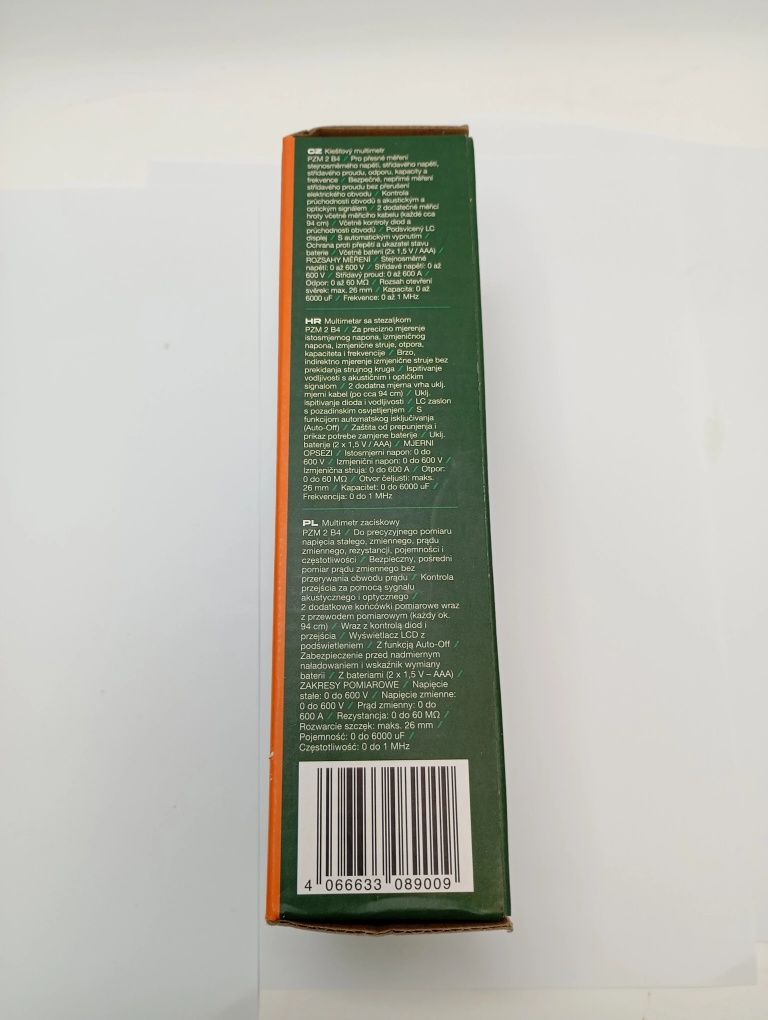 CZ Klešťový multimetr
PZM 2 B4 / Pro přesné měření
stejnosměrného napětí, střídavého napětí,
střídavého proudu, odporu, kapacity a
frekvence / Bezpečné, nepřímé měření
střídavého proudu bez přerušení
elektrického obvodu / Kontrola
průchodnosti obvodů s akustickým a
optickým signálem / 2 dodatečné měřicí
hroty včetně měřicího kabelu (každé cca
94 cm) / Včetně kontroly diod a
průchodnosti obvodů / Podsvícený LC
displej / S automatickým vypnutím /
Ochrana proti přepětí a ukazatel stavu
baterie / Včetně baterií (2x 1,5 V / AAA) /
ROZSAHY MĚŘENÍ / Stejnosměrné
napětí: 0 až 600 V / Střídavé napětí: 0 až
600 V / Střídavý proud: 0 až 600 A /
Odpor: 0 až 60 MΩ / Rozsah otevření
svěrek: max. 26 mm / Kapacita: 0 až
6000 uF / Frekvence: 0 až 1 MHz
HR Multimetar sa stezaljkom
PZM 2 B4 / Za precizno mjerenje
istosmjernog napona, izmjeničnog
napona, izmjenične struje, otpora,
kapaciteta i frekvencije / Brzo,
indirektno mjerenje izmjenične struje bez
prekidanja strujnog kruga / Ispitivanje
vodljivosti s akustičnim i optičkim
signalom / 2 dodatna mjerna vrha uklj.
mjerni kabel (po cca 94 cm) / Uklj.
ispitivanje dioda i vodljivosti / LC zaslon
s pozadinskim osvjetljenjem / S
funkcijom automatskog isključivanja
(Auto-Off) / Zaštita od prepunjenja i
prikaz potrebe zamjene baterije / Uklj.
baterije (2 x 1,5 V / AAA) / MJERNI
OPSEZI / Istosmjerni napon: 0 do
600 V / Izmjenični napon: 0 do 600 V /
Izmjenična struja: 0 do 600 A / Otpor:
0 do 60 MΩ / Otvor čeljusti: maks.
26 mm / Kapacitet: 0 do 6000 uF /
Frekvencija: 0 do 1 MHz
PL Multimetr zaciskowy
PZM 2 B4 / Do precyzyjnego pomiaru
napięcia stałego, zmiennego, prądu
zmiennego, rezystancji, pojemności i
częstotliwości / Bezpieczny, pośredni
pomiar prądu zmiennego bez
przerywania obwodu prądu / Kontrola
przejścia za pomocą sygnału
akustycznego i optycznego /
2 dodatkowe końcówki pomiarowe wraz
z przewodem pomiarowym (każdy ok.
94 cm) / Wraz z kontrolą diod i
przejścia / Wyświetlacz LCD z
podświetleniem / Z funkcją Auto-Off /
Zabezpieczenie przed nadmiernym
naładowaniem i wskaźnik wymiany
baterii / Z bateriami (2 x 1,5 V – AAA) /
ZAKRESY POMIAROWE / Napięcie
stałe: 0 do 600 V / Napięcie zmienne:
0 do 600 V / Prąd zmienny: 0 do
600 A / Rezystancja: 0 do 60 MΩ /
Rozwarcie szczęk: maks. 26 mm /
Pojemność: 0 do 6000 uF /
Częstotliwość: 0 do 1 MHz
4 066633 089009